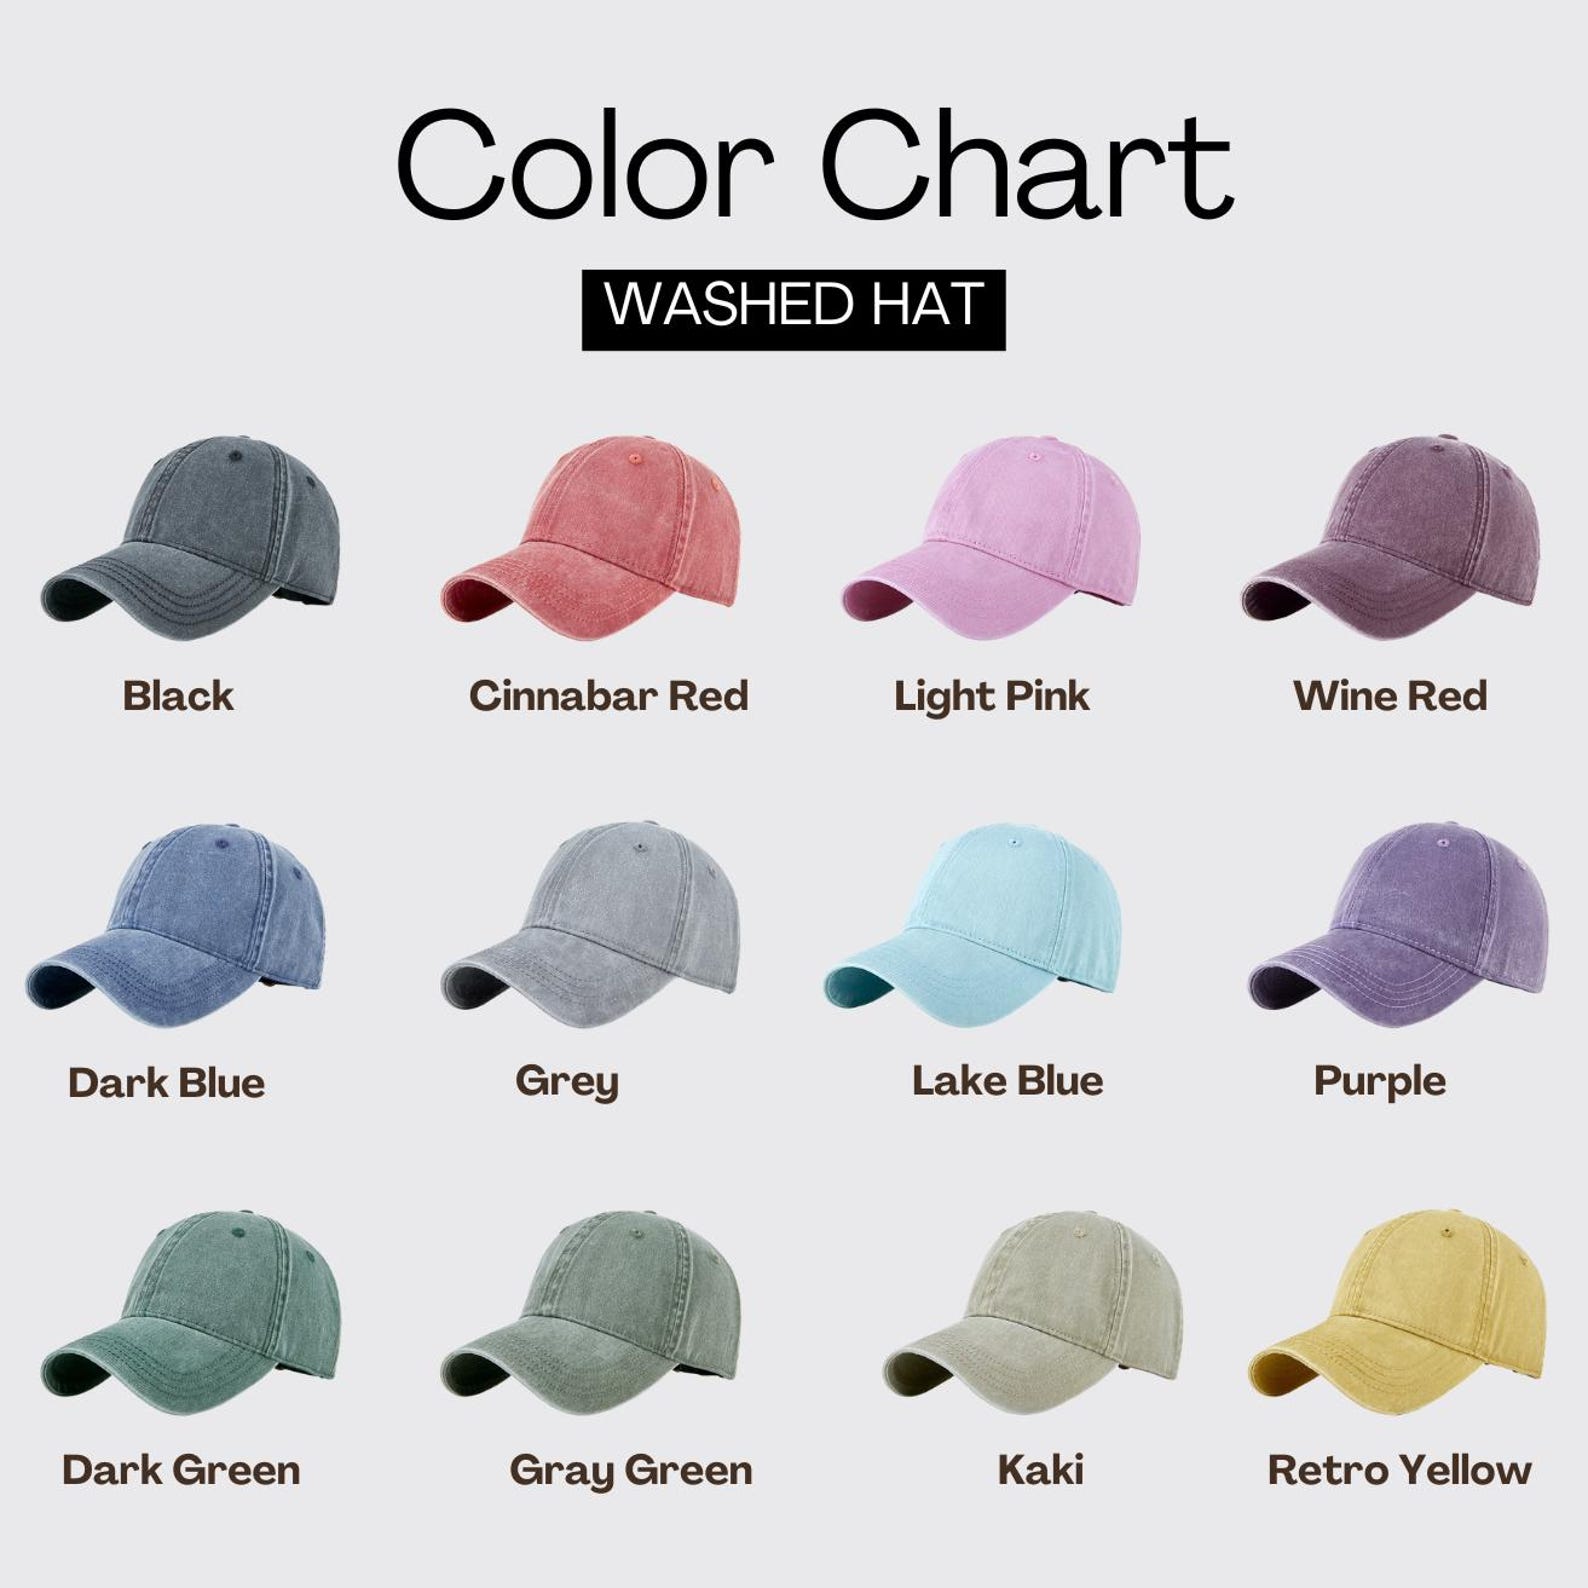 Color Chart
WASHED HAT
Black
Cinnabar Red
Light Pink
Wine Red
Dark Blue
Grey
Lake Blue
Purple
Dark Green
Gray Green
Kaki
Retro Yellow